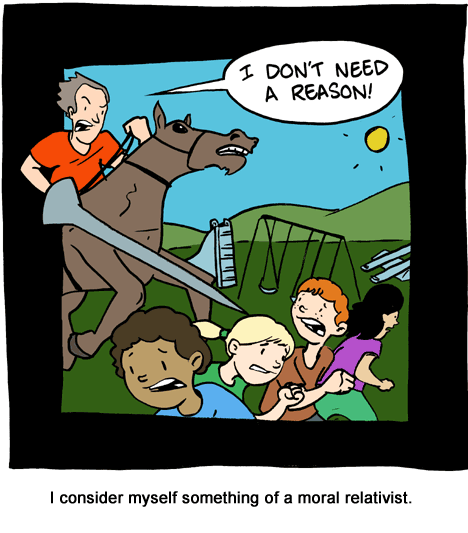 I DON'T NEED
A REASON!
I consider myself something of a moral relativist.